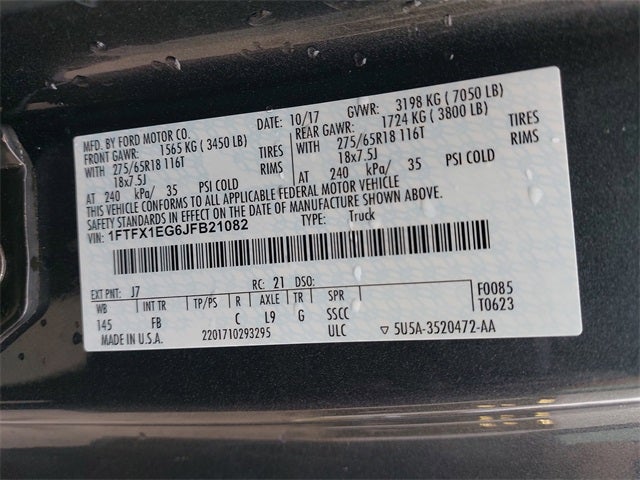 MFD. BY FORD MOTOR CO. DATE: 10/17 GVWR: 3198 KG ( 7050 LB)
FRONT GAWR: 1565 KG ( 3450 LB) REAR GAWR: 1724 KG ( 3800 LB)
WITH 275/65R18 116T TIRES WITH 275/65R18 116T TIRES
18x7.5J RIMS 18x7.5J RIMS
AT 240 kPa/ 35 PSI COLD AT 240 kPa/ 35 PSI COLD
THIS VEHICLE CONFORMS TO ALL APPLICABLE FEDERAL MOTOR VEHICLE
SAFETY STANDARDS IN EFFECT ON THE DATE OF MANUFACTURE SHOWN ABOVE.
VIN: 1FTFX1EG6JFB21082 TYPE: Truck
EXT PNT: J7 RC: 21 DSO: F0085
WB INT TR TP/PS R AXLE TR SPR T0623
145 FB C L9 G SSCC
MADE IN U.S.A. 2201710293295 ULC ▽ 5U5A-3520472-AA